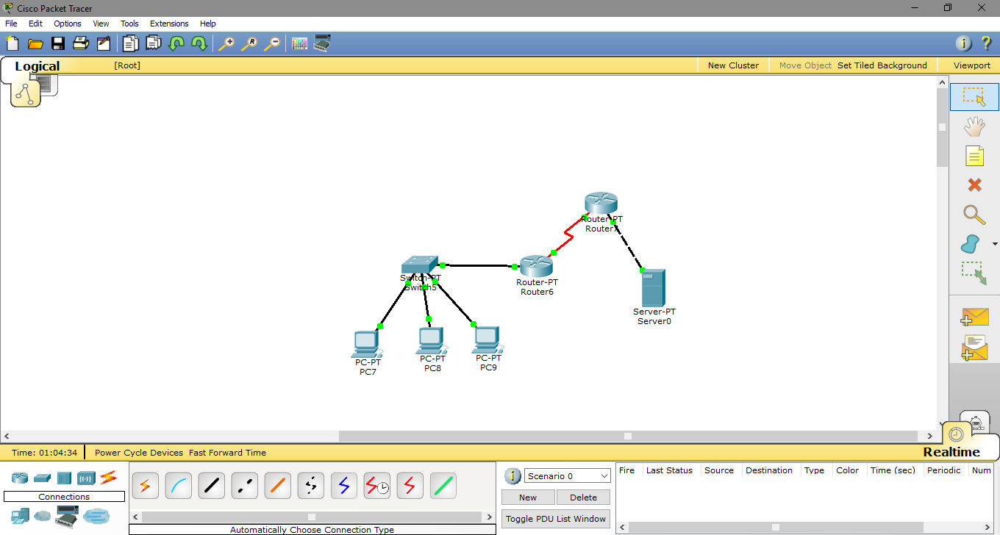 Cisco Packet Tracer
File Edit Options View Tools Extensions Help
Logical [Root] New Cluster Move Object Set Tiled Background Viewport
Router-PT
Router7
Switch-PT
Switch5
Router-PT
Router6
Server-PT
Server0
PC-PT
PC7
PC-PT
PC8
PC-PT
PC9
Time: 01:04:34 Power Cycle Devices Fast Forward Time
Realtime
Connections
Automatically Choose Connection Type
Scenario 0
New Delete
Toggle PDU List Window
Fire Last Status Source Destination Type Color Time (sec) Periodic Num